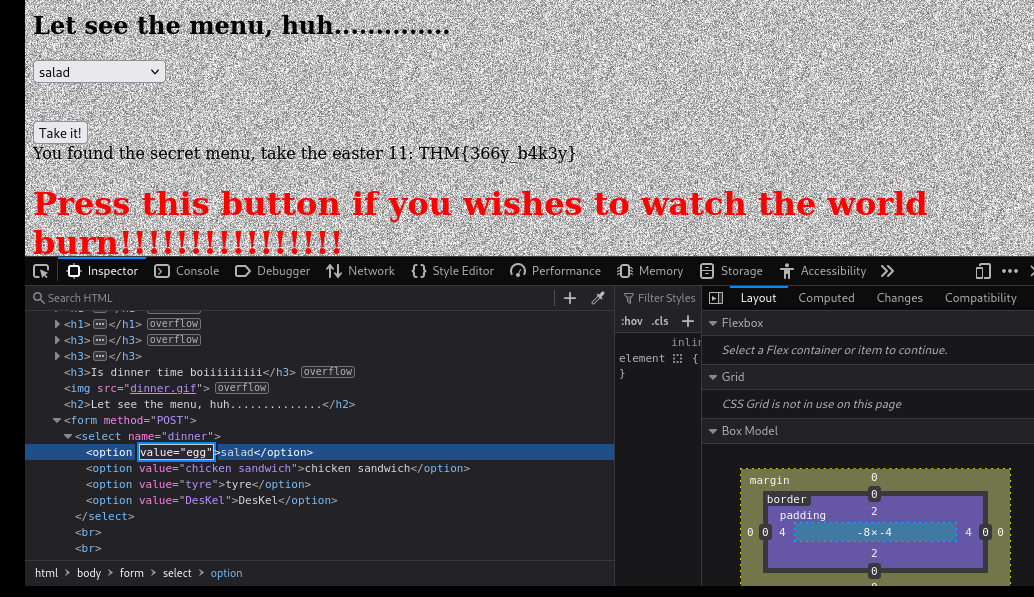 Let see the menu, huh..............
salad
Take it!
You found the secret menu, take the easter 11: THM{366y_b4k3y}
Press this button if you wishes to watch the world
burn!!!!!!!!!!!!!!!!
Inspector Console Debugger Network Style Editor Performance Memory Storage Accessibility
Search HTML
Filter Styles
Layout Computed Changes Compatibility
:hov .cls
<h1></h1> overflow
<h3></h3> overflow
<h3></h3>
<h3>Is dinner time boiiiiiiiii</h3> overflow
<img src="dinner.gif"> overflow
<h2>Let see the menu, huh..............</h2>
<form method="POST">
<select name="dinner">
<option value="egg">salad</option>
<option value="chicken sandwich">chicken sandwich</option>
<option value="tyre">tyre</option>
<option value="DesKel">DesKel</option>
</select>
<br>
<br>
html > body > form > select > option
element {
}
Flexbox
Select a Flex container or item to continue.
Grid
CSS Grid is not in use on this page
Box Model
margin 0
border 0
padding 2
0 0 4 -8×-4 4 0 0
2
0